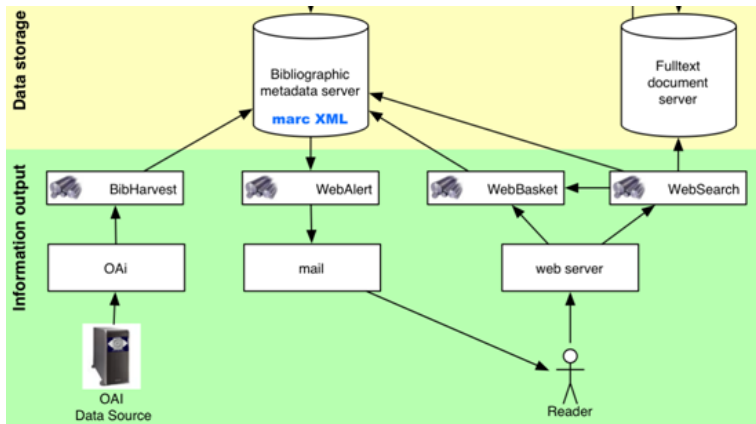 Data storage
Bibliographic
metadata server
marc XML
Fulltext
document
server
Information output
BibHarvest
WebAlert
WebBasket
WebSearch
OAi
mail
web server
OAI
Data Source
Reader